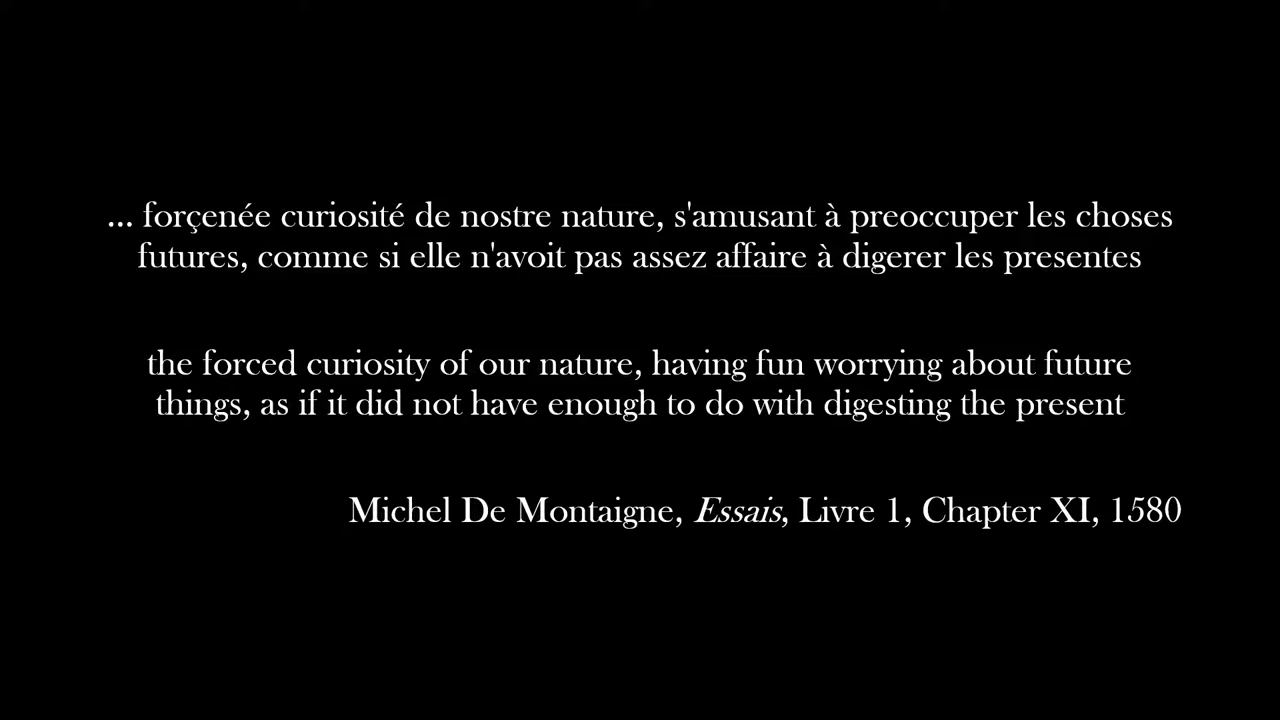 ... forçenée curiosité de nostre nature, s'amusant à preoccuper les choses
futures, comme si elle n'avoit pas assez affaire à digerer les presentes
the forced curiosity of our nature, having fun worrying about future
things, as if it did not have enough to do with digesting the present
Michel De Montaigne, Essais, Livre 1, Chapter XI, 1580